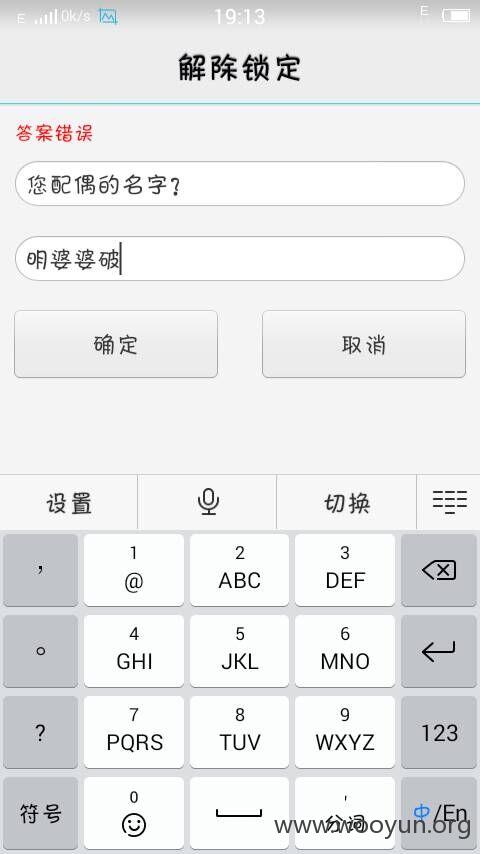 E 0k/s 19:13 E
解除锁定
答案错误
您配偶的名字?
明婆婆破
确定 取消
设置 切换
， 1 @ 2 ABC 3 DEF
。 4 GHI 5 JKL 6 MNO
? 7 PQRS 8 TUV 9 WXYZ 123
符号 0 ' 分词 中/En
www.wooyun.org